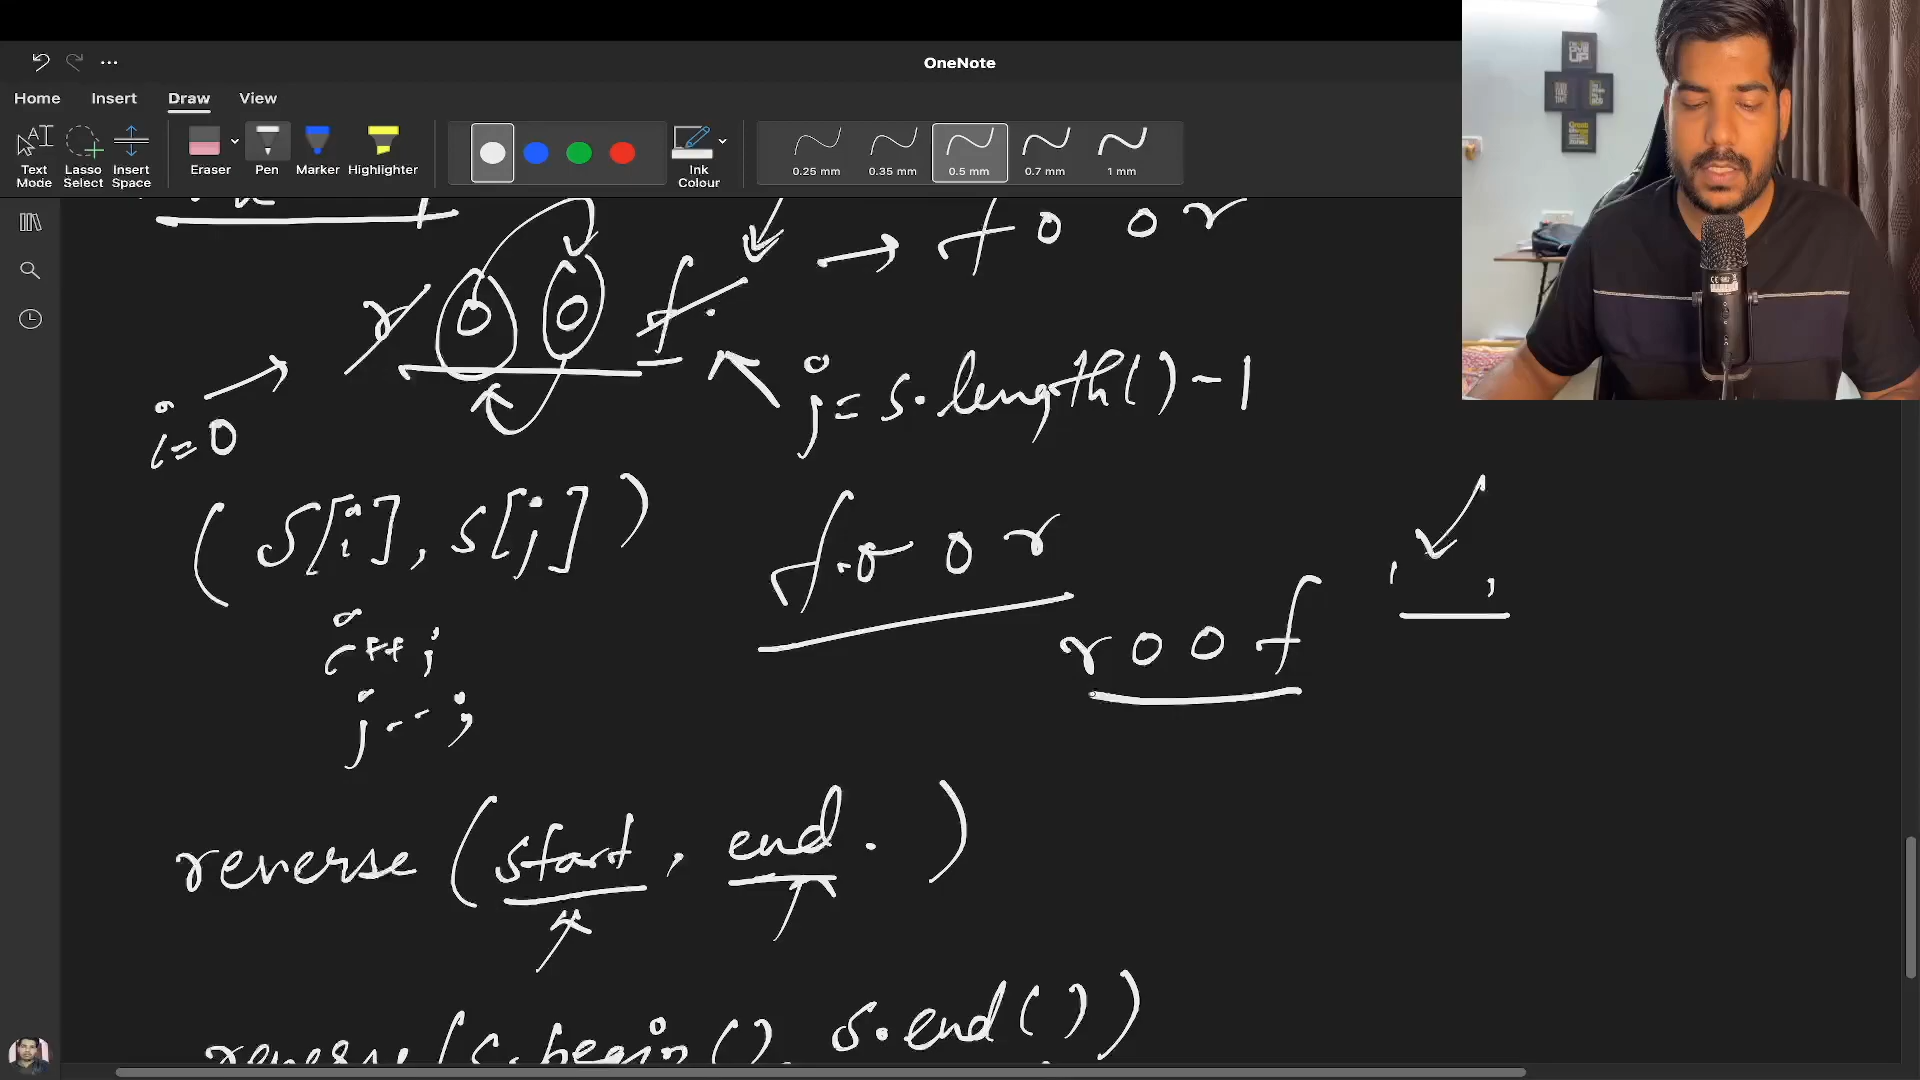 OneNote
Home Insert Draw View
Text Mode Lasso Select Insert Space Eraser Pen Marker Highlighter Ink Colour 0.25 mm 0.35 mm 0.5 mm 0.7 mm 1 mm
r o o f → f o o r
i=0
j = s.length() - 1
(s[i], s[j])
f o o r
i++;
r o o f
' '
j--;
reverse (start, end.)
reverse (s.begin(), s.end())